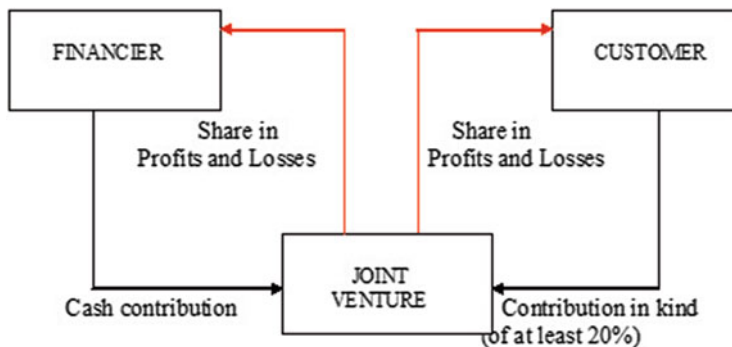 FINANCIER
CUSTOMER
Share in
Profits and Losses
Share in
Profits and Losses
JOINT
VENTURE
Cash contribution
Contribution in kind
(of at least 20%)